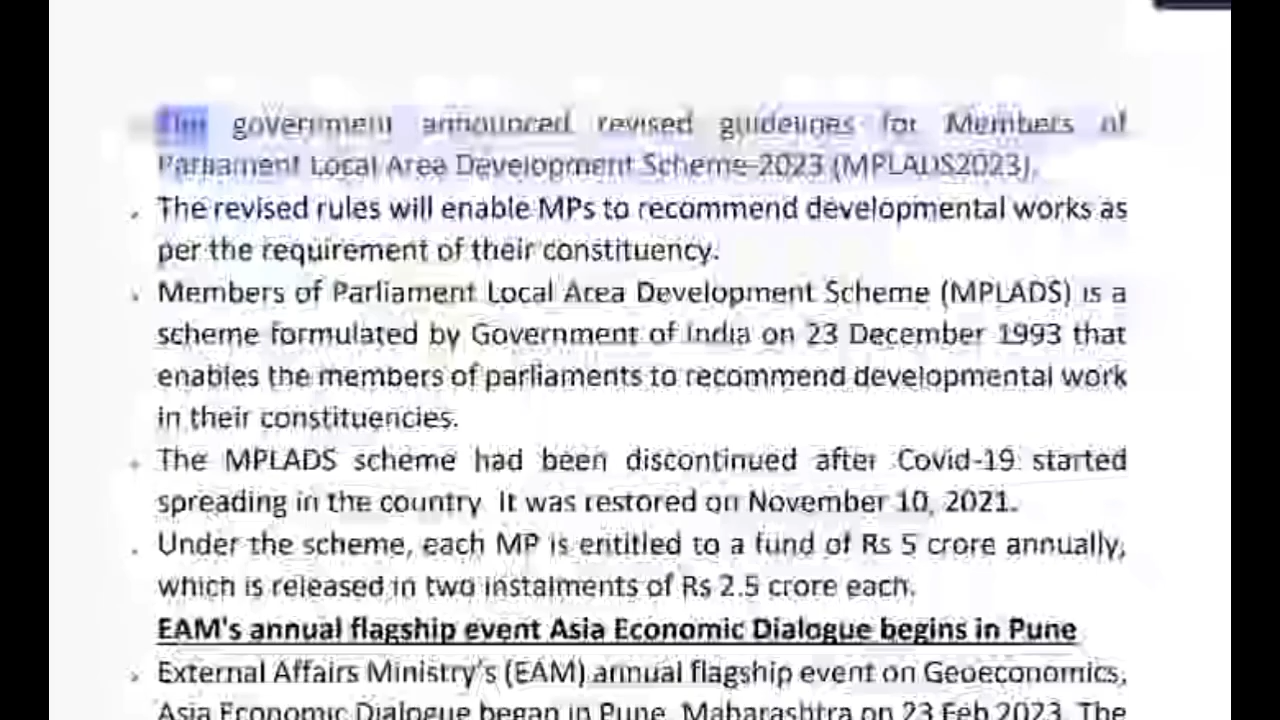 The government announced revised guidelines for Members of
Parliament Local Area Development Scheme-2023 (MPLADS2023).
The revised rules will enable MPs to recommend developmental works as
per the requirement of their constituency.
Members of Parliament Local Area Development Scheme (MPLADS) is a
scheme formulated by Government of India on 23 December 1993 that
enables the members of parliaments to recommend developmental work
in their constituencies.
The MPLADS scheme had been discontinued after Covid-19 started
spreading in the country. It was restored on November 10, 2021.
Under the scheme, each MP is entitled to a fund of Rs 5 crore annually,
which is released in two instalments of Rs 2.5 crore each.
EAM's annual flagship event Asia Economic Dialogue begins in Pune
External Affairs Ministry's (EAM) annual flagship event on Geoeconomics,
Asia Economic Dialogue began in Pune, Maharashtra on 23 Feb 2023. The